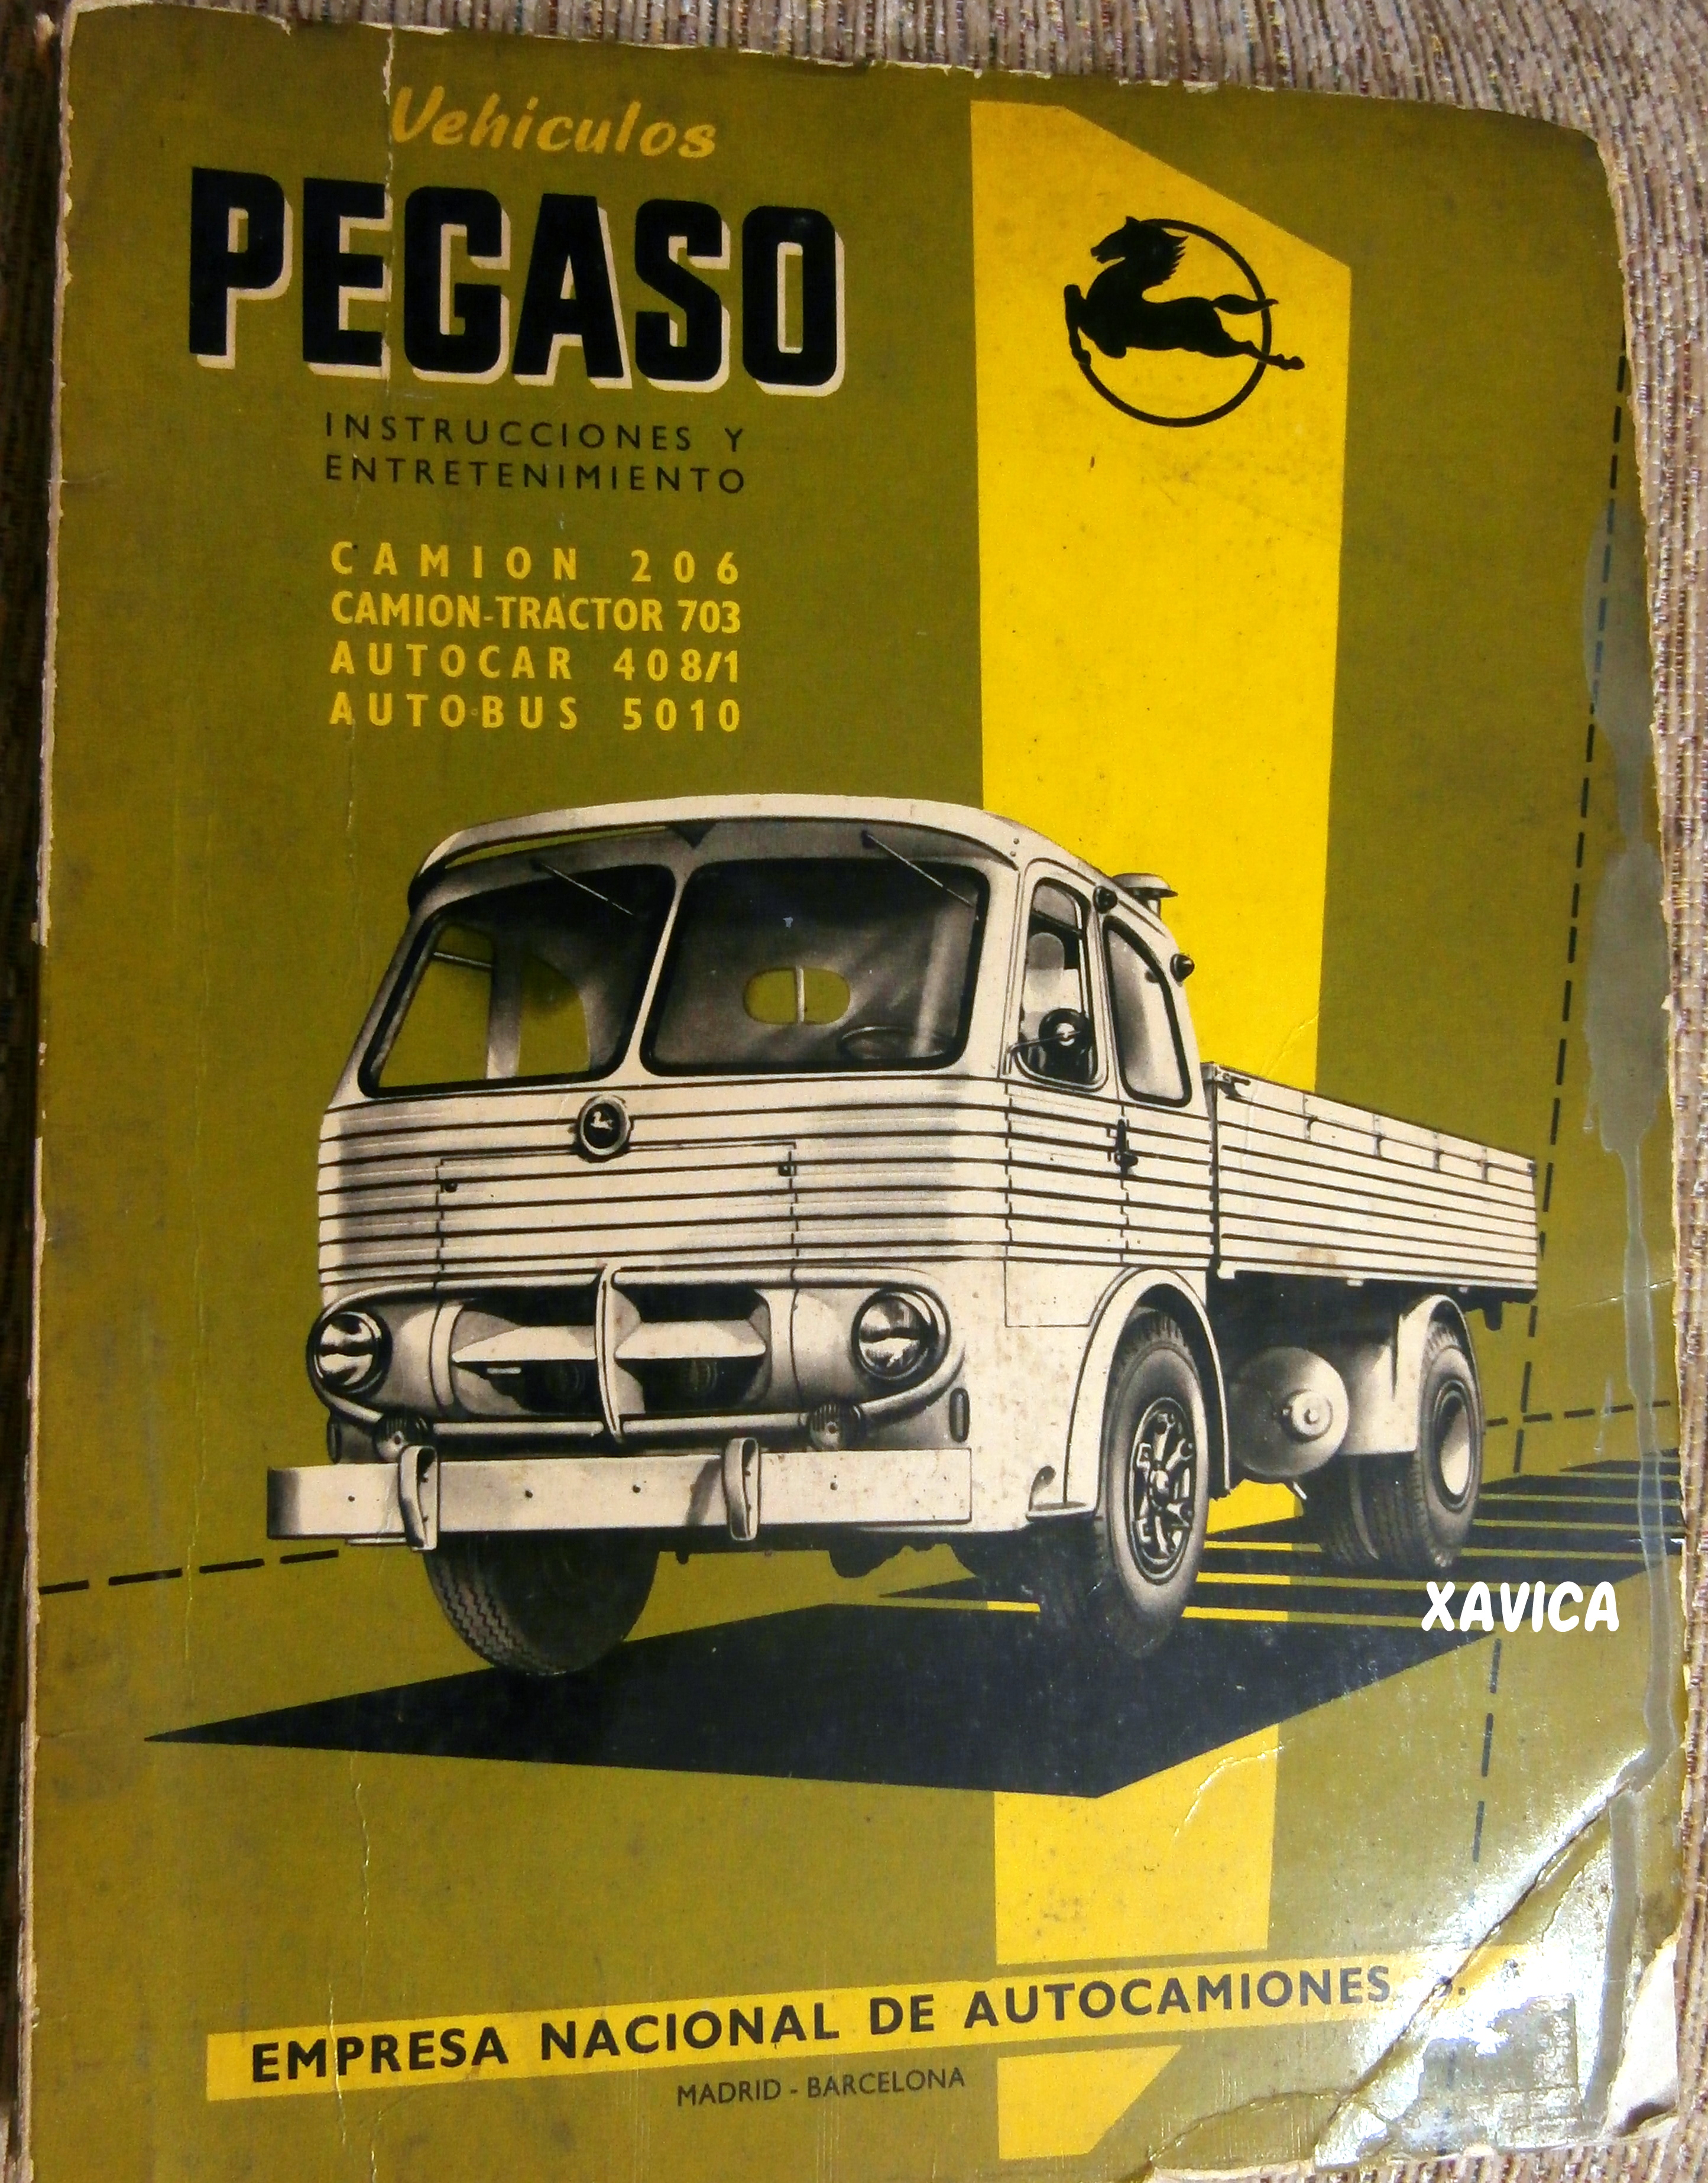 Vehiculos
PEGASO
INSTRUCCIONES Y
ENTRETENIMIENTO
CAMION 206
CAMION-TRACTOR 703
AUTOCAR 408/1
AUTOBUS 5010
XAVICA
EMPRESA NACIONAL DE AUTOCAMIONES
MADRID - BARCELONA